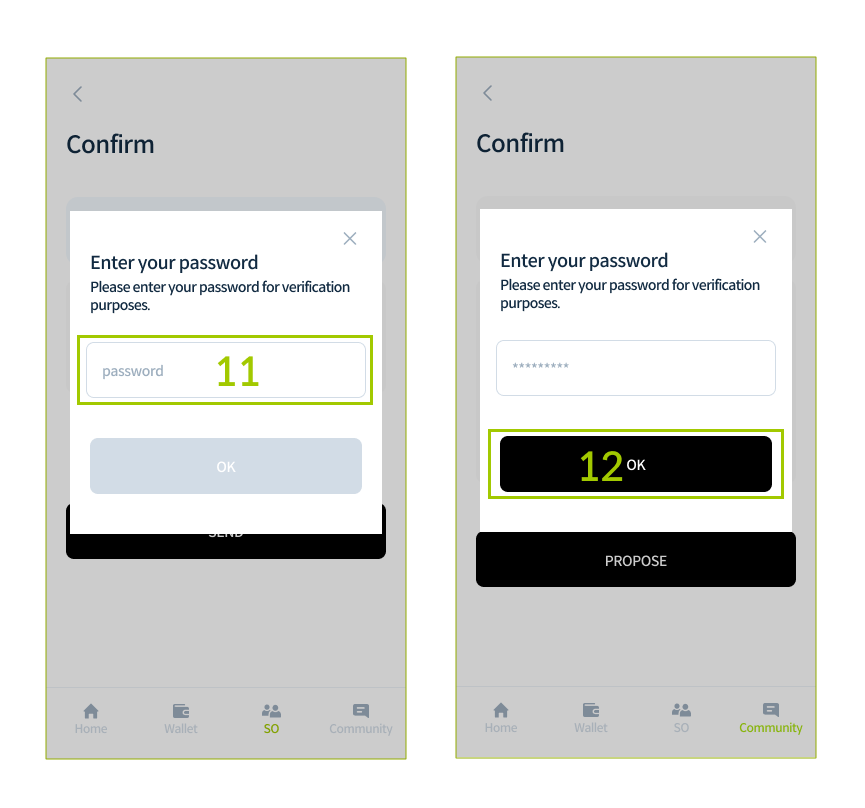 Confirm
Enter your password
Please enter your password for verification
purposes.
password 11
OK
SEND
Home Wallet SO Community
Confirm
Enter your password
Please enter your password for verification
purposes.
*********
12 OK
PROPOSE
Home Wallet SO Community